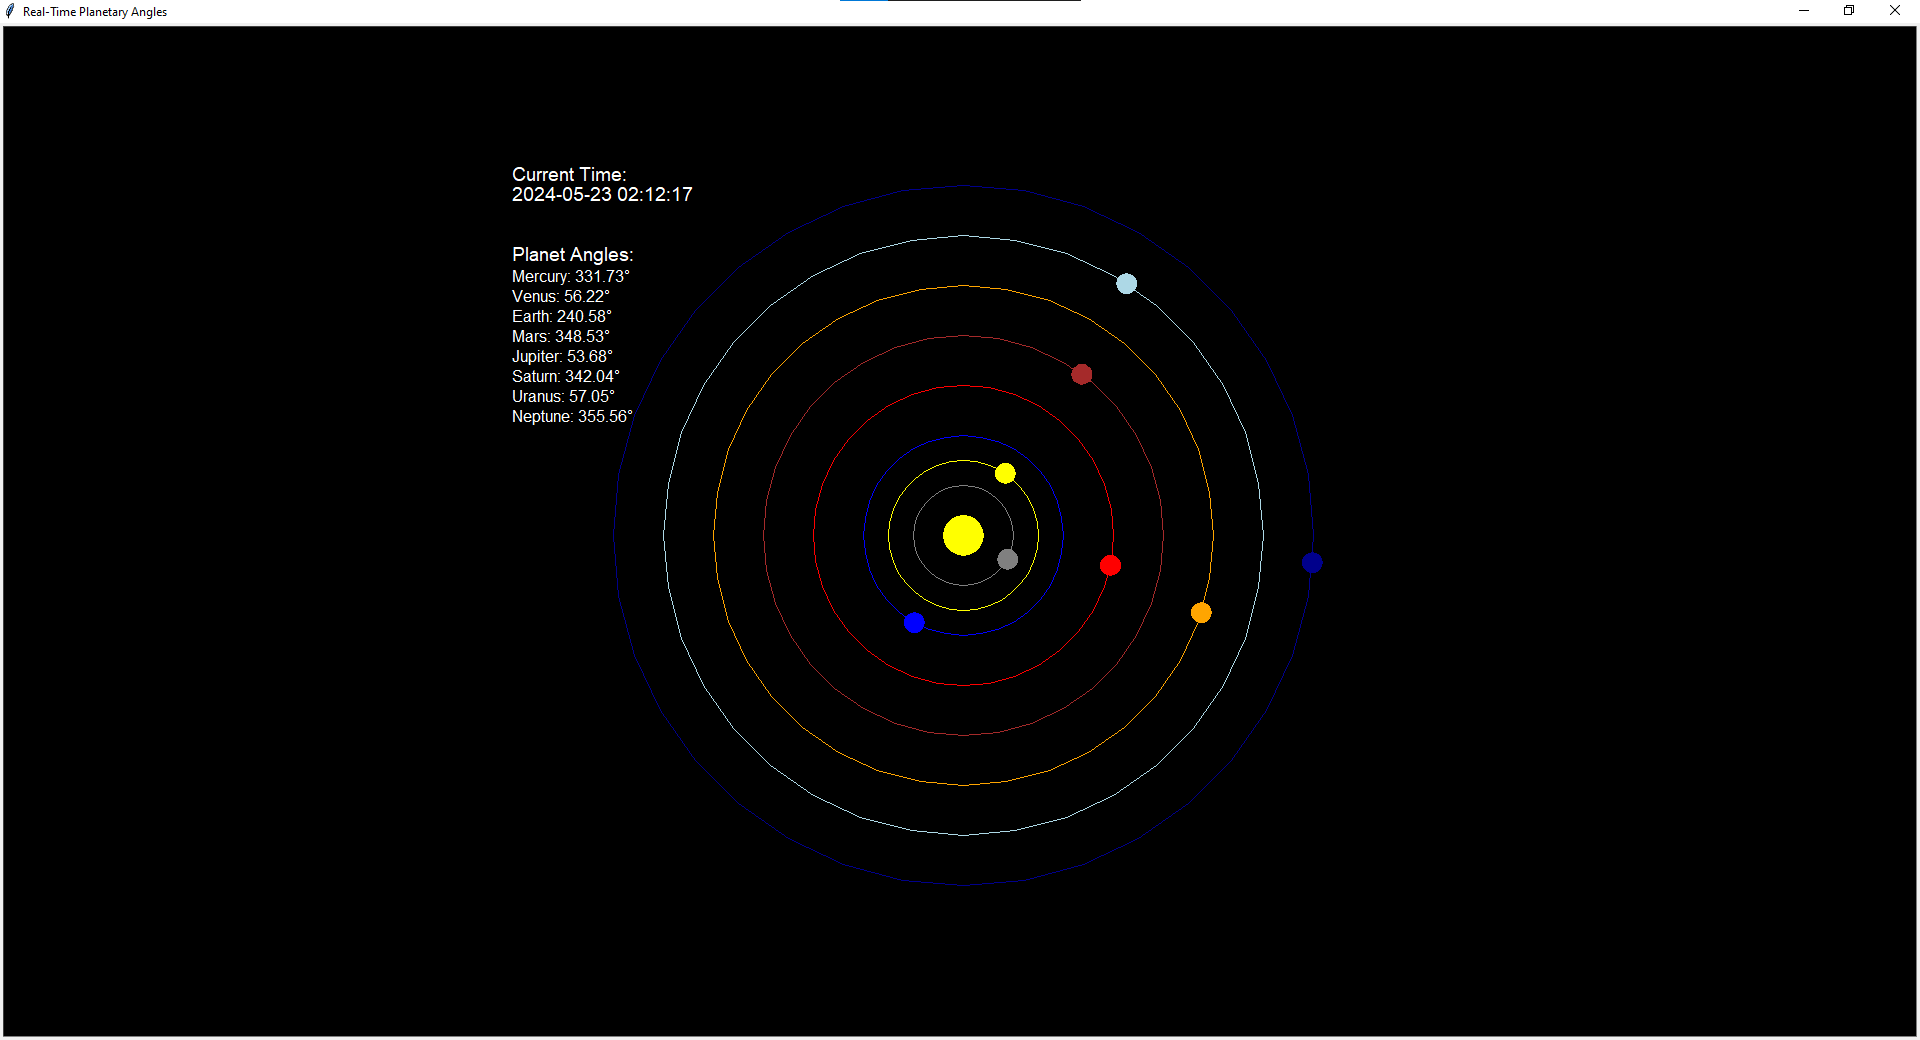 Real-Time Planetary Angles
Current Time:
2024-05-23 02:12:17
Planet Angles:
Mercury: 331.73°
Venus: 56.22°
Earth: 240.58°
Mars: 348.53°
Jupiter: 53.68°
Saturn: 342.04°
Uranus: 57.05°
Neptune: 355.56°